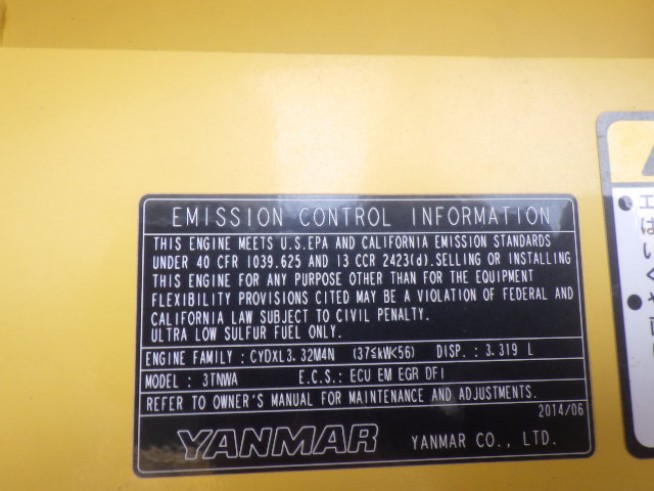 EMISSION CONTROL INFORMATION
THIS ENGINE MEETS U.S.EPA AND CALIFORNIA EMISSION STANDARDS
UNDER 40 CFR 1039.625 AND 13 CCR 2423(d).SELLING OR INSTALLING
THIS ENGINE FOR ANY PURPOSE OTHER THAN FOR THE EQUIPMENT
FLEXIBILITY PROVISIONS CITED MAY BE A VIOLATION OF FEDERAL AND
CALIFORNIA LAW SUBJECT TO CIVIL PENALTY.
ULTRA LOW SULFUR FUEL ONLY.
ENGINE FAMILY : CYDXL3.32M4N (37≤kW<56) DISP. : 3.319 L
MODEL : 3TNWA E.C.S.: ECU EM EGR DFI
REFER TO OWNER'S MANUAL FOR MAINTENANCE AND ADJUSTMENTS.
2014/06
YANMAR YANMAR CO., LTD.
エ
は
い
く